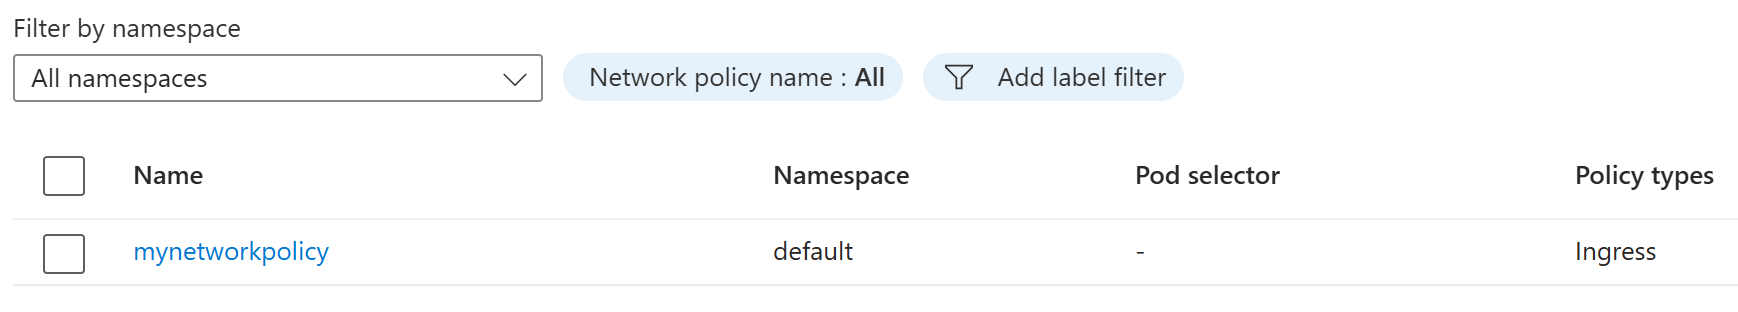 Filter by namespace
All namespaces Network policy name : All Add label filter
Name Namespace Pod selector Policy types
mynetworkpolicy default - Ingress